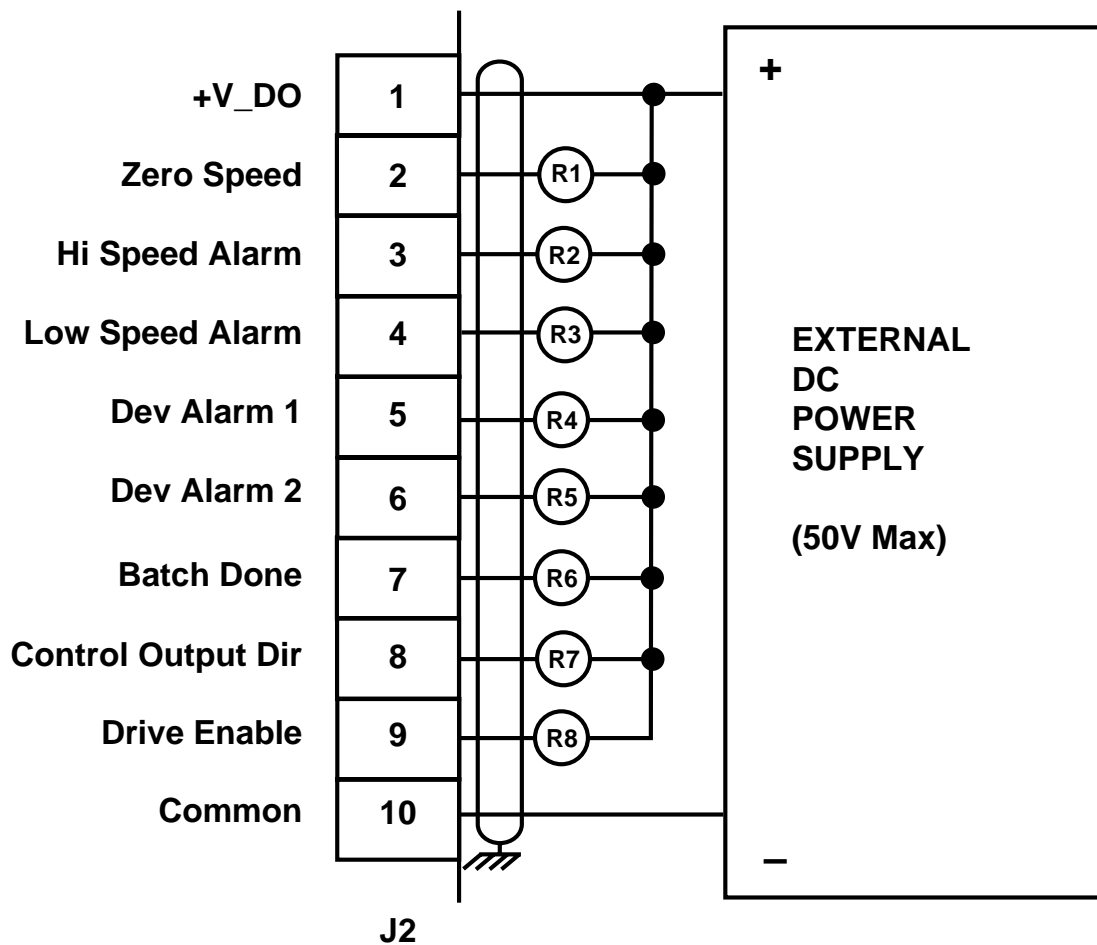 +V_DO 1 +
Zero Speed 2 R1
Hi Speed Alarm 3 R2
Low Speed Alarm 4 R3
Dev Alarm 1 5 R4
Dev Alarm 2 6 R5
Batch Done 7 R6
Control Output Dir 8 R7
Drive Enable 9 R8
Common 10
–
J2
EXTERNAL
DC
POWER
SUPPLY
(50V Max)